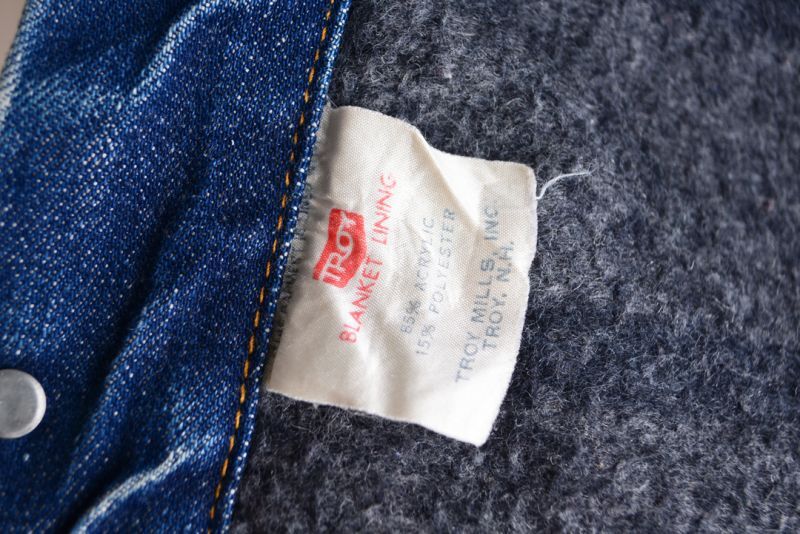 TROY
BLANKET LINING
85% ACRYLIC
15% POLYESTER
TROY MILLS, INC.
TROY, N.H.